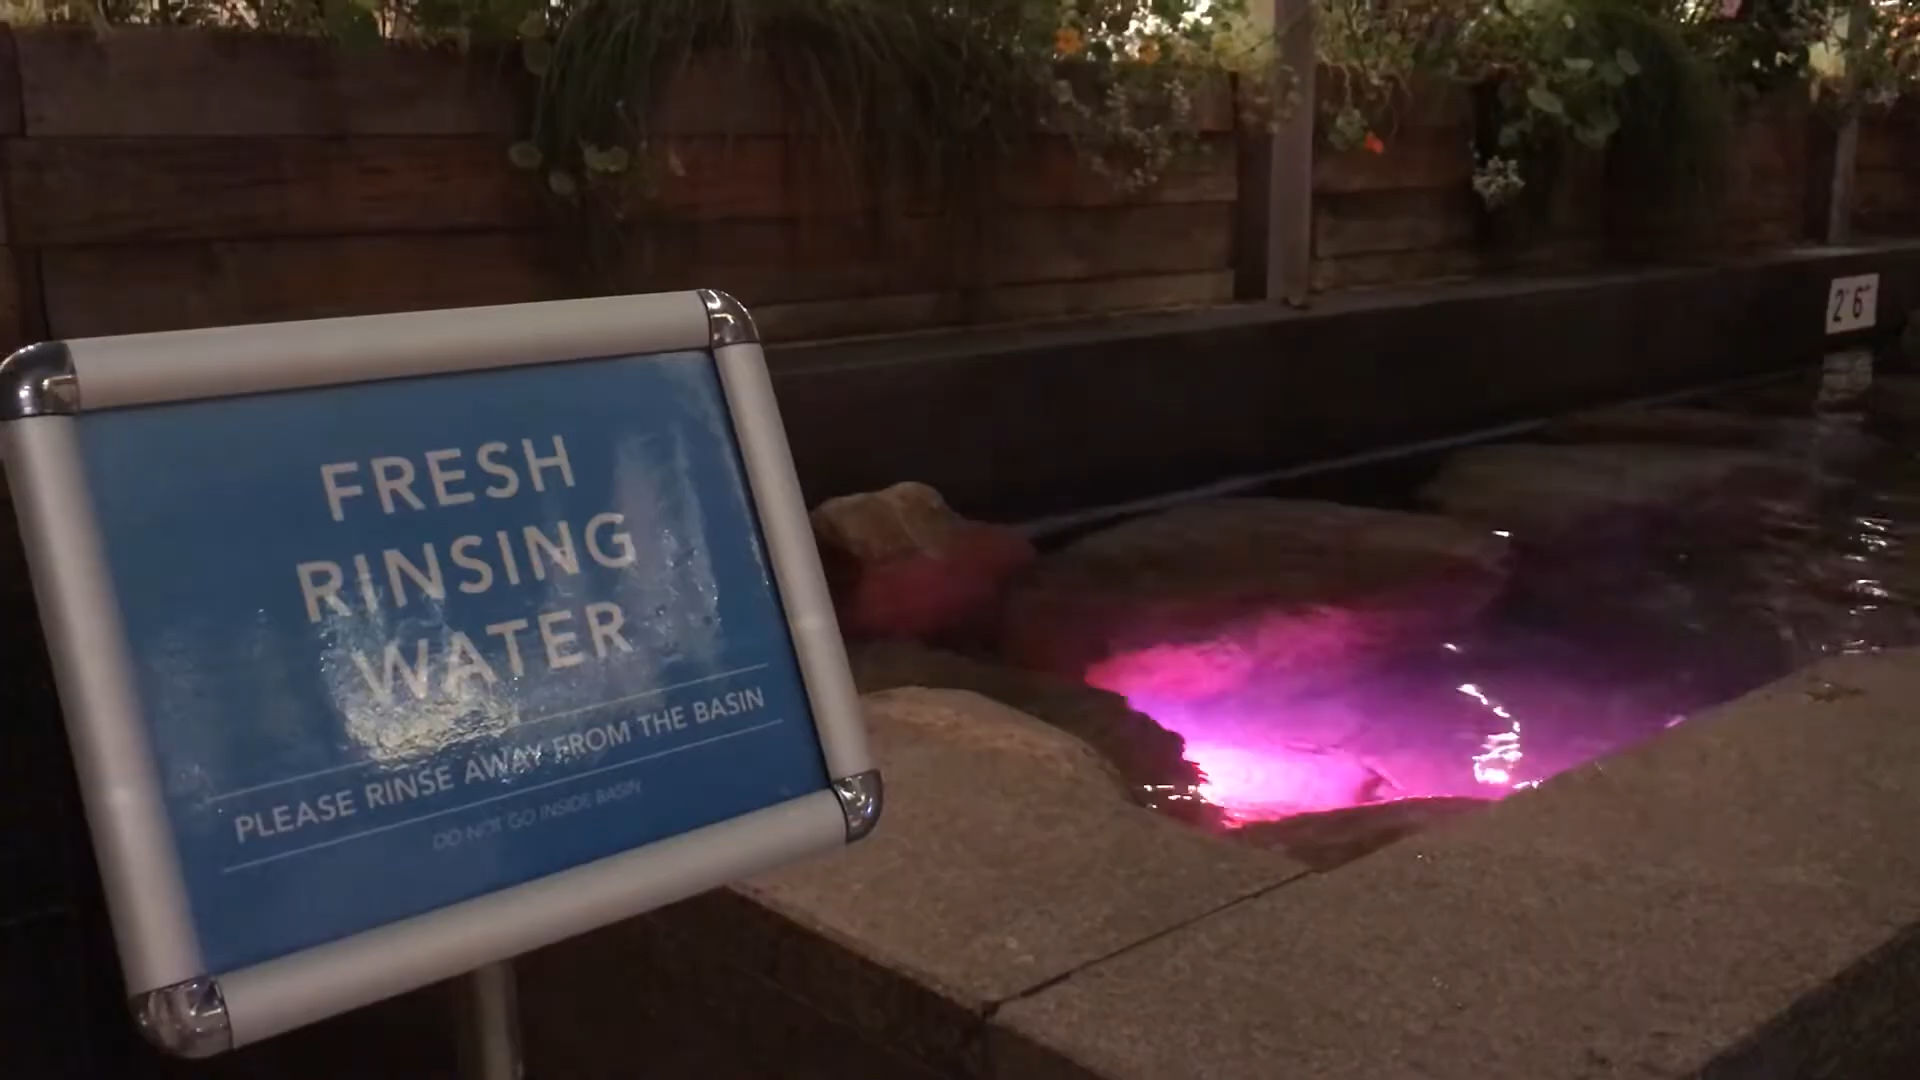 FRESH
RINSING
WATER
PLEASE RINSE AWAY FROM THE BASIN
DO NOT GO INSIDE BASIN
2' 6"